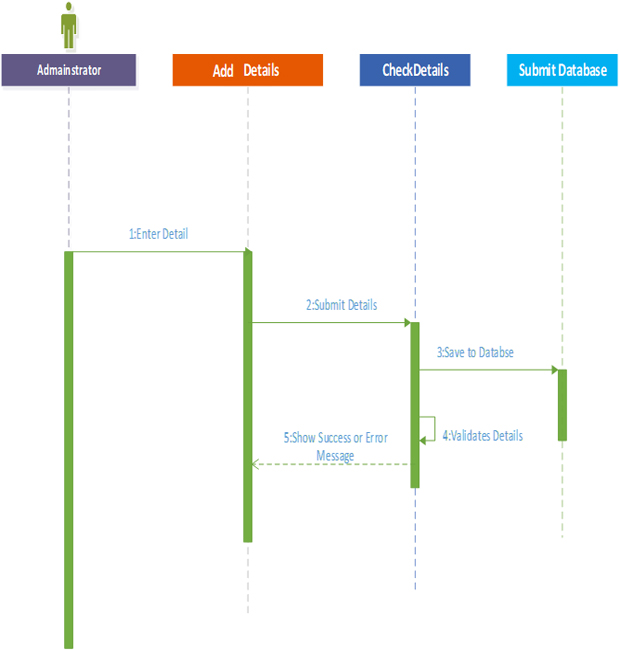 Admainstrator
Add Details
CheckDetails
Submit Database
1:Enter Detail
2:Submit Details
3:Save to Databse
4:Validates Details
5:Show Success or Error
Message